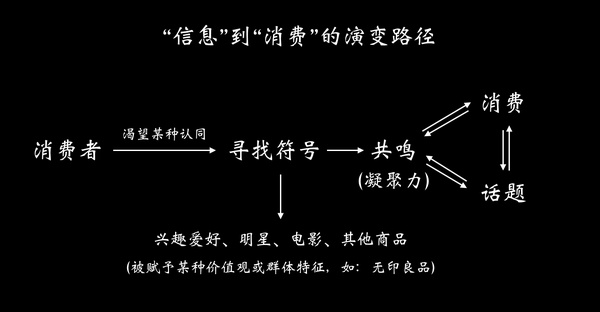 “信息”到“消费”的演变路径
消费
渴望某种认同
消费者
寻找符号
共鸣
(凝聚力)
话题
兴趣爱好、明星、电影、其他商品
(被赋予某种价值观或群体特征，如：无印良品)